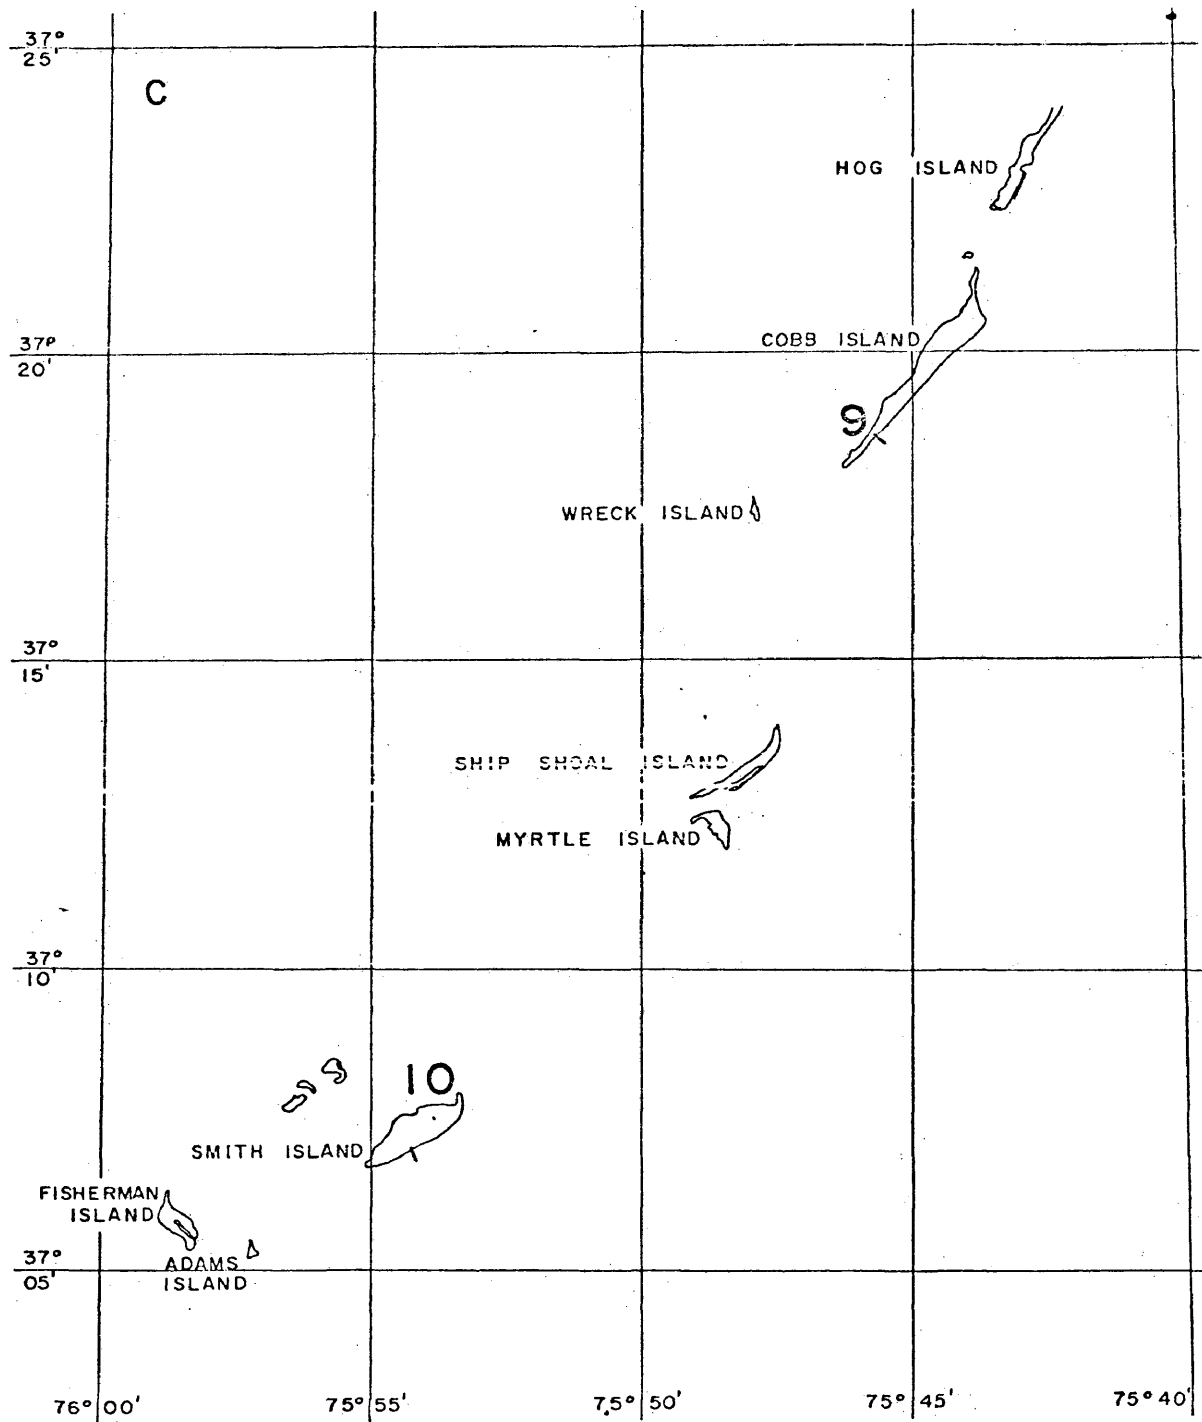 37°
25'
C
HOG ISLAND
37°
20'
COBB ISLAND
9
WRECK ISLAND
37°
15'
SHIP SHOAL ISLAND
MYRTLE ISLAND
37°
10'
10
SMITH ISLAND
FISHERMAN
ISLAND
ADAMS
ISLAND
37°
05'
76°00' 75°55' 75°50' 75°45' 75°40'